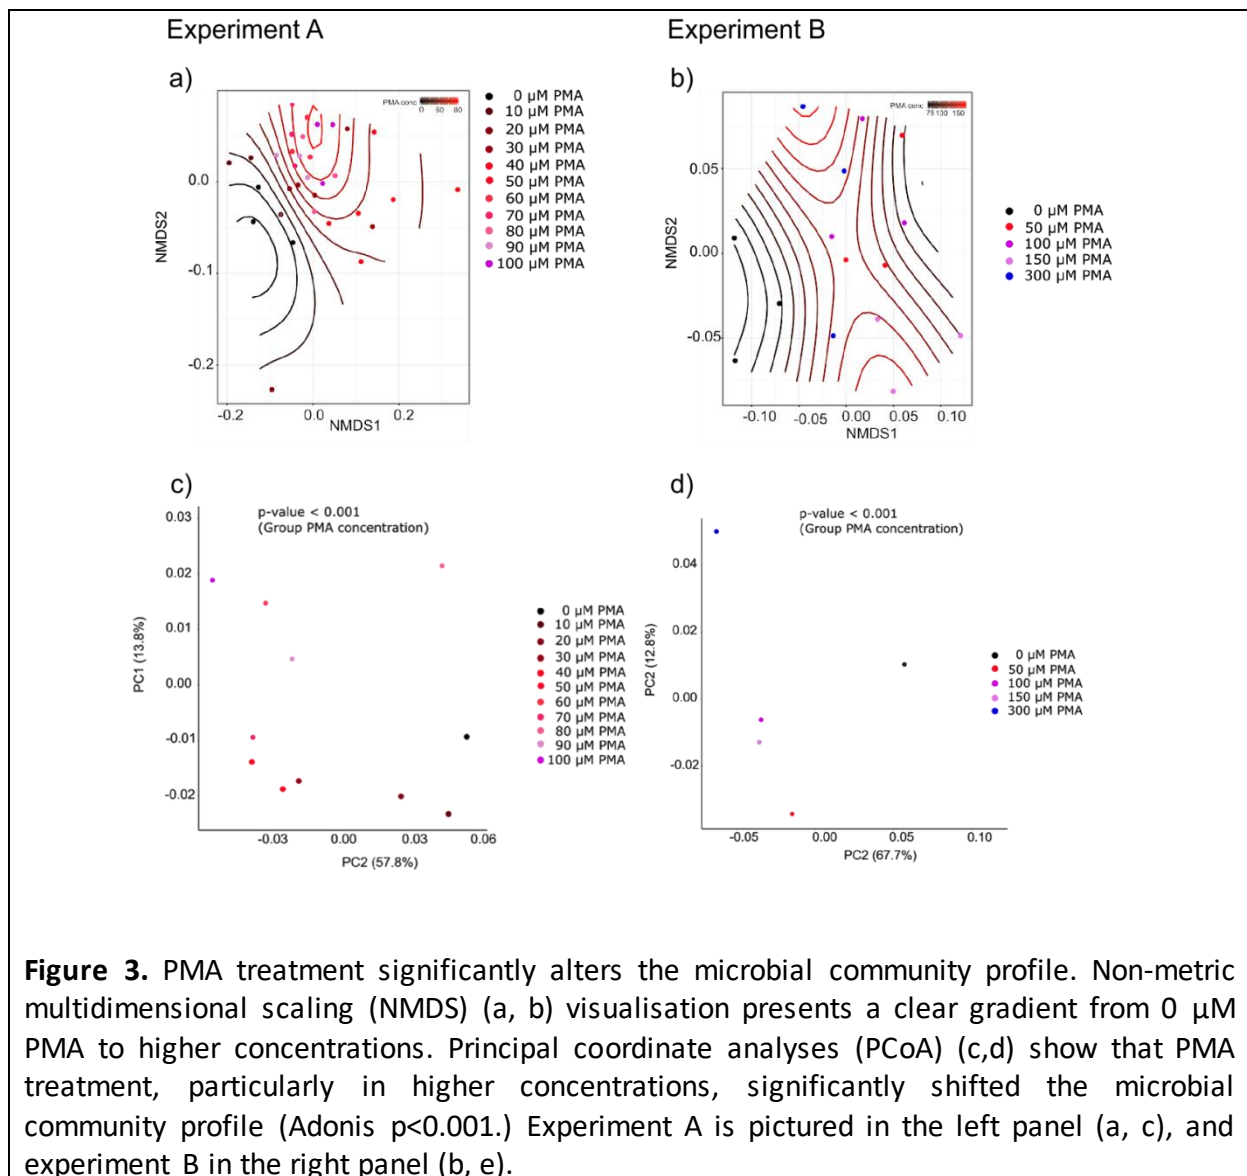 Experiment A
Experiment B
a)
PMA conc
0 60 80
0.0
-0.1
-0.2
NMDS2
-0.2 0.0 0.2
NMDS1
0 µM PMA
10 µM PMA
20 µM PMA
30 µM PMA
40 µM PMA
50 µM PMA
60 µM PMA
70 µM PMA
80 µM PMA
90 µM PMA
100 µM PMA
b)
PMA conc
75 100 150
0.05
0.00
-0.05
NMDS2
-0.10 -0.05 0.00 0.05 0.10
NMDS1
0 µM PMA
50 µM PMA
100 µM PMA
150 µM PMA
300 µM PMA
c)
p-value < 0.001
(Group PMA concentration)
0.03
0.02
0.01
0.00
-0.01
-0.02
PC1 (13.8%)
-0.03 0.00 0.03 0.06
PC2 (57.8%)
0 µM PMA
10 µM PMA
20 µM PMA
30 µM PMA
40 µM PMA
50 µM PMA
60 µM PMA
70 µM PMA
80 µM PMA
90 µM PMA
100 µM PMA
d)
p-value < 0.001
(Group PMA concentration)
0.04
0.02
0.00
-0.02
PC2 (12.8%)
-0.05 0.00 0.05 0.10
PC2 (67.7%)
0 µM PMA
50 µM PMA
100 µM PMA
150 µM PMA
300 µM PMA
Figure 3. PMA treatment significantly alters the microbial community profile. Non-metric
multidimensional scaling (NMDS) (a, b) visualisation presents a clear gradient from 0 µM
PMA to higher concentrations. Principal coordinate analyses (PCoA) (c,d) show that PMA
treatment, particularly in higher concentrations, significantly shifted the microbial
community profile (Adonis p<0.001.) Experiment A is pictured in the left panel (a, c), and
experiment B in the right panel (b, e).